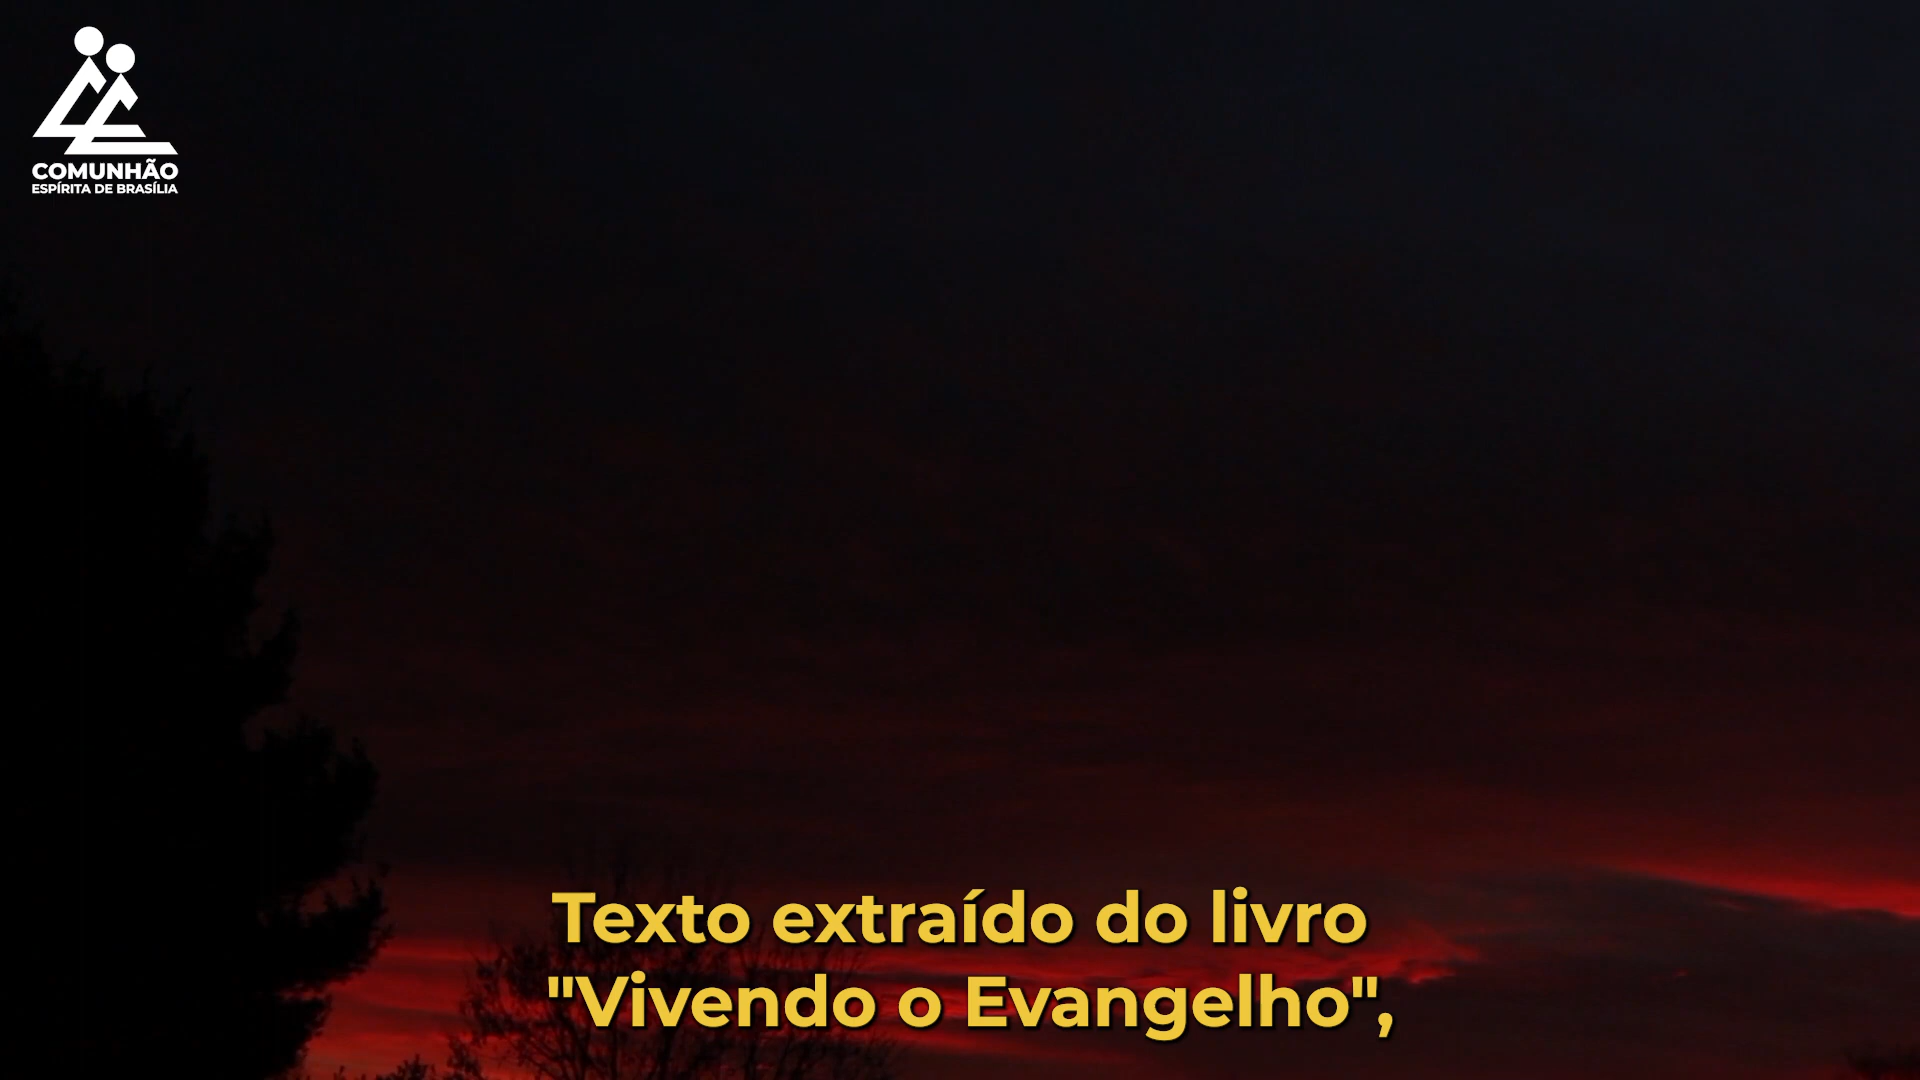 COMUNHÃO
ESPÍRITA DE BRASÍLIA
Texto extraído do livro
"Vivendo o Evangelho",